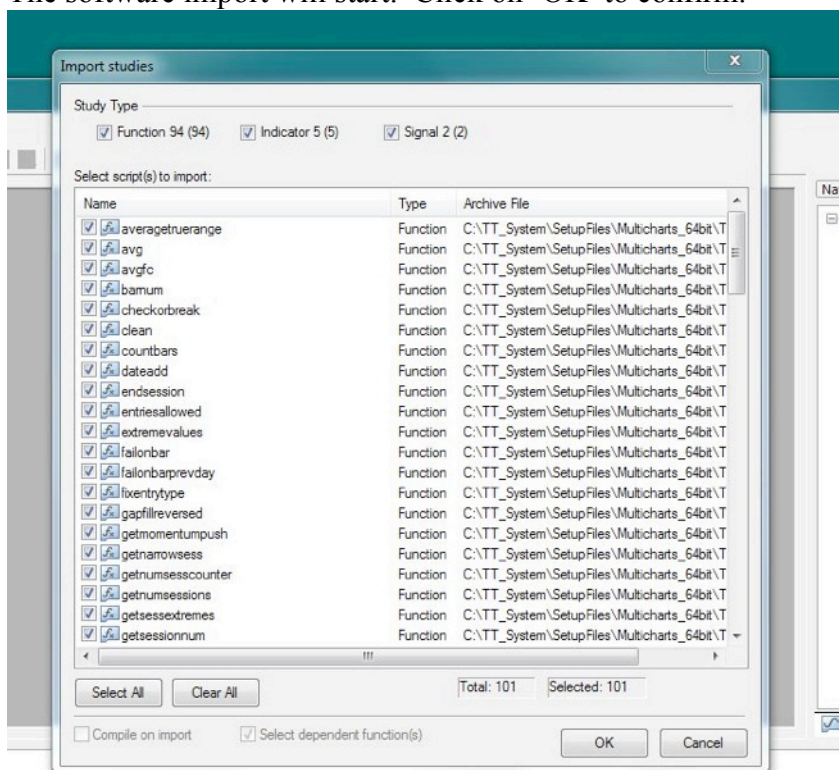 The software import will start. Click on "OK" to confirm.
Import studies
Study Type
Function 94 (94) Indicator 5 (5) Signal 2 (2)
Select script(s) to import:
Name Type Archive File
averagetruerange Function C:\TT_System\SetupFiles\Multicharts_64bit\T
avg Function C:\TT_System\SetupFiles\Multicharts_64bit\T
avgfc Function C:\TT_System\SetupFiles\Multicharts_64bit\T
barnum Function C:\TT_System\SetupFiles\Multicharts_64bit\T
checkorbreak Function C:\TT_System\SetupFiles\Multicharts_64bit\T
clean Function C:\TT_System\SetupFiles\Multicharts_64bit\T
countbars Function C:\TT_System\SetupFiles\Multicharts_64bit\T
dateadd Function C:\TT_System\SetupFiles\Multicharts_64bit\T
endsession Function C:\TT_System\SetupFiles\Multicharts_64bit\T
entriesallowed Function C:\TT_System\SetupFiles\Multicharts_64bit\T
extremevalues Function C:\TT_System\SetupFiles\Multicharts_64bit\T
failonbar Function C:\TT_System\SetupFiles\Multicharts_64bit\T
failonbarprevday Function C:\TT_System\SetupFiles\Multicharts_64bit\T
fixentrytype Function C:\TT_System\SetupFiles\Multicharts_64bit\T
gapfillreversed Function C:\TT_System\SetupFiles\Multicharts_64bit\T
getmomentumpush Function C:\TT_System\SetupFiles\Multicharts_64bit\T
getnarrowsess Function C:\TT_System\SetupFiles\Multicharts_64bit\T
getnumsesscounter Function C:\TT_System\SetupFiles\Multicharts_64bit\T
getnumsessions Function C:\TT_System\SetupFiles\Multicharts_64bit\T
getsessextremes Function C:\TT_System\SetupFiles\Multicharts_64bit\T
getsessionnum Function C:\TT_System\SetupFiles\Multicharts_64bit\T
Select All Clear All Total: 101 Selected: 101
Compile on import Select dependent function(s)
OK Cancel
Na